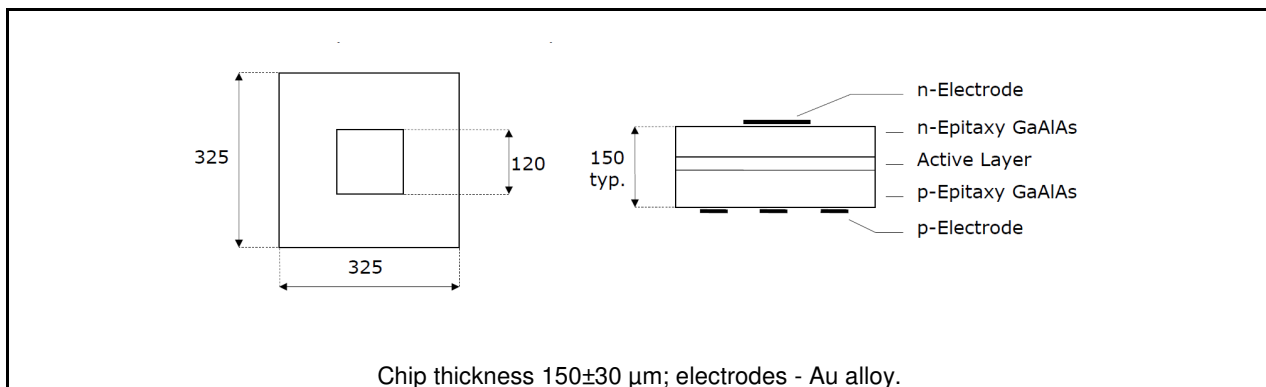 325
120
325
150
typ.
n-Electrode
n-Epitaxy GaAlAs
Active Layer
p-Epitaxy GaAlAs
p-Electrode
Chip thickness 150±30 µm; electrodes - Au alloy.